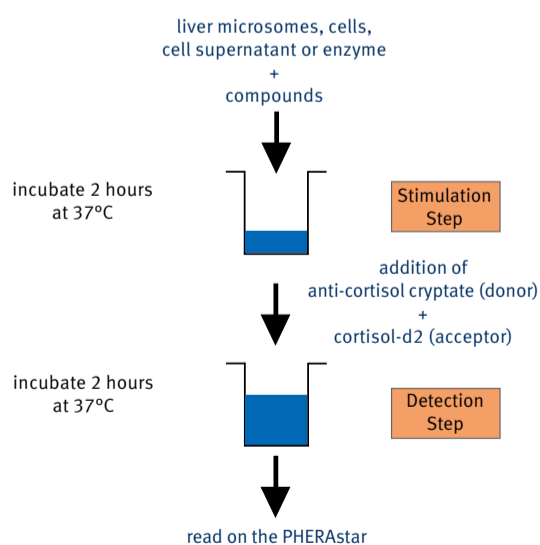 liver microsomes, cells,
cell supernatant or enzyme
+
compounds
incubate 2 hours
at 37°C
Stimulation
Step
addition of
anti-cortisol cryptate (donor)
+
cortisol-d2 (acceptor)
incubate 2 hours
at 37°C
Detection
Step
read on the PHERAstar